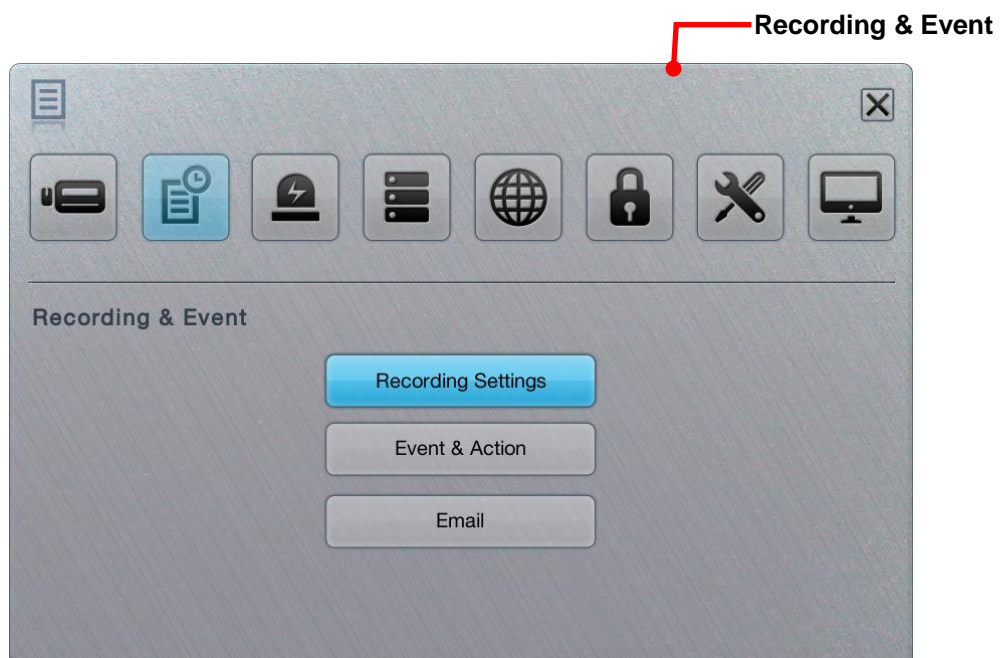 Recording & Event
Recording & Event
Recording Settings
Event & Action
Email